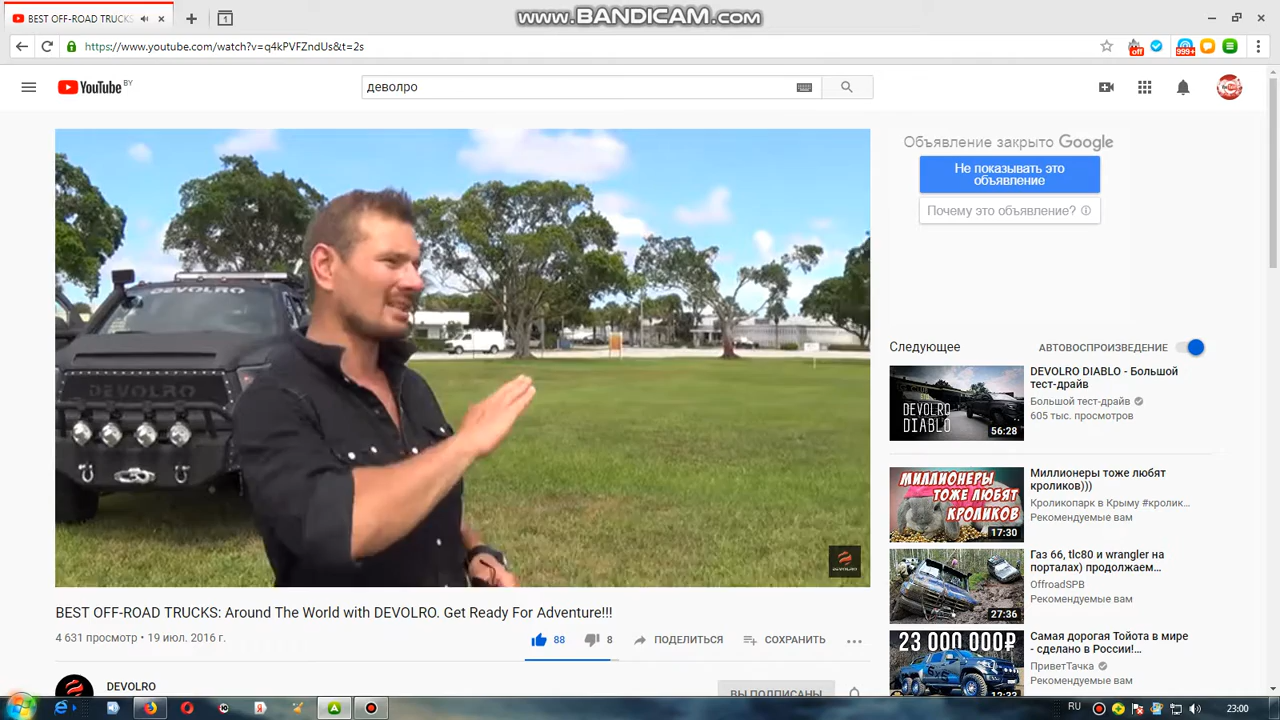 www.BANDICAM.com
BEST OFF-ROAD TRUCKS
1
https://www.youtube.com/watch?v=q4kPVFZndUs&t=2s
off
999+
YouTube BY
деволро
DEVOLRO
DEVOLRO
DEVOLRO
Объявление закрыто Google
Не показывать это
объявление
Почему это объявление?
Следующее
АВТОВОСПРОИЗВЕДЕНИЕ
DEVOLRO
DIABLO
56:28
DEVOLRO DIABLO - Большой
тест-драйв
Большой тест-драйв
605 тыс. просмотров
МИЛЛИОНЕРЫ
ТОЖЕ ЛЮБЯТ
КРОЛИКОВ
17:30
Миллионеры тоже любят
кроликов)))
Кроликопарк в Крыму #кролик...
Рекомендуемые вам
27:36
Газ 66, tlc80 и wrangler на
порталах) продолжаем...
OffroadSPB
Рекомендуемые вам
23 000 000₽
12:33
Самая дорогая Тойота в мире
- сделано в России!...
ПриветТачка
Рекомендуемые вам
BEST OFF-ROAD TRUCKS: Around The World with DEVOLRO. Get Ready For Adventure!!!
4 631 просмотр • 19 июл. 2016 г.
88
8
ПОДЕЛИТЬСЯ
СОХРАНИТЬ
DEVOLRO
ВЫ ПОДПИСАНЫ
RU
23:00